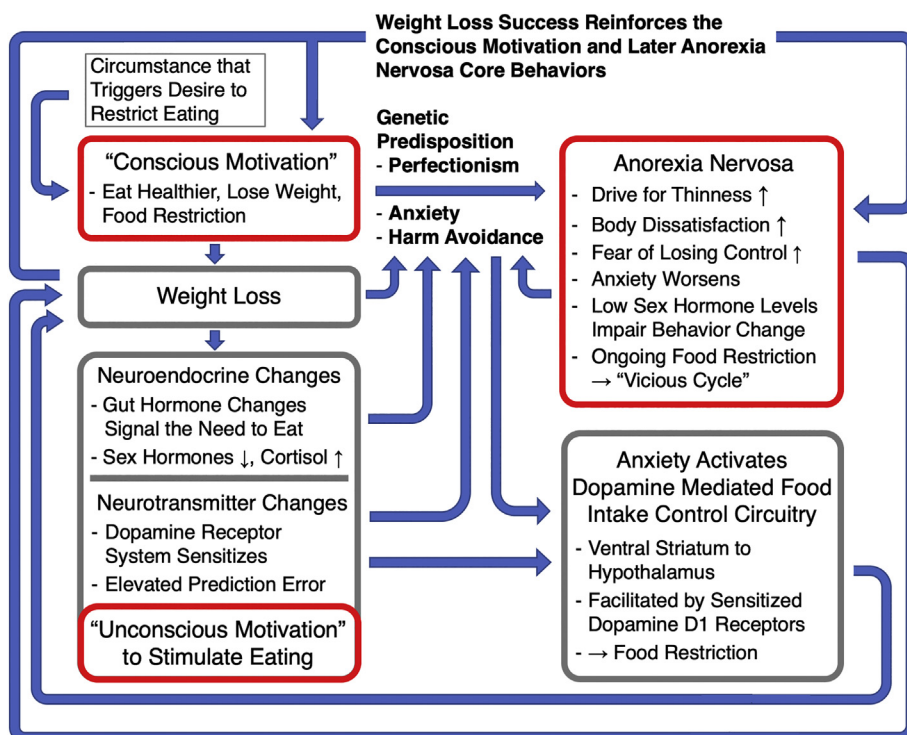 Weight Loss Success Reinforces the
Conscious Motivation and Later Anorexia
Nervosa Core Behaviors
Circumstance that
Triggers Desire to
Restrict Eating
“Conscious Motivation”
- Eat Healthier, Lose Weight,
Food Restriction
Genetic
Predisposition
- Perfectionism
- Anxiety
- Harm Avoidance
Anorexia Nervosa
- Drive for Thinness ↑
- Body Dissatisfaction ↑
- Fear of Losing Control ↑
- Anxiety Worsens
- Low Sex Hormone Levels
Impair Behavior Change
- Ongoing Food Restriction
→ “Vicious Cycle”
Weight Loss
Neuroendocrine Changes
- Gut Hormone Changes
Signal the Need to Eat
- Sex Hormones ↓, Cortisol ↑
Neurotransmitter Changes
- Dopamine Receptor
System Sensitizes
- Elevated Prediction Error
“Unconscious Motivation”
to Stimulate Eating
Anxiety Activates
Dopamine Mediated Food
Intake Control Circuitry
- Ventral Striatum to
Hypothalamus
- Facilitated by Sensitized
Dopamine D1 Receptors
- → Food Restriction